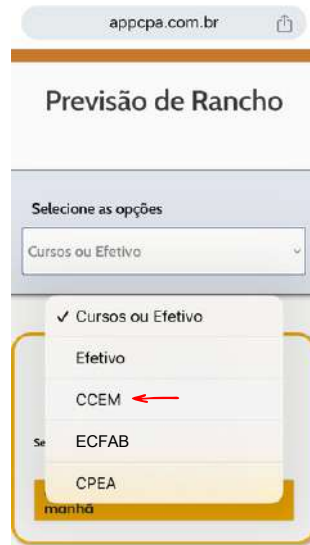 appcpa.com.br
Previsão de Rancho
Selecione as opções
Cursos ou Efetivo
✓ Cursos ou Efetivo
Efetivo
CCEM
ECFAB
Se
CPEA
manhã